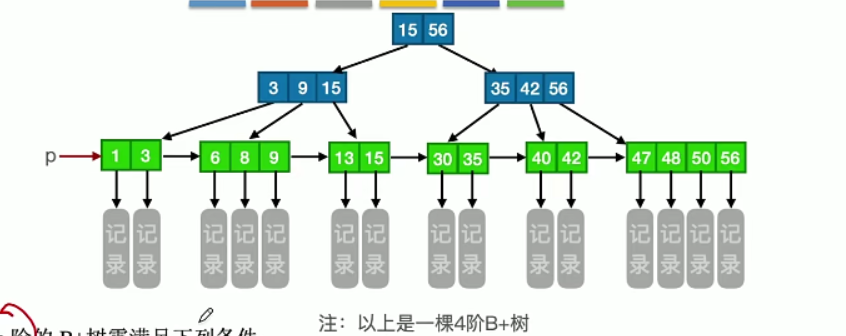 15 56
3 9 15 35 42 56
p 1 3 6 8 9 13 15 30 35 40 42 47 48 50 56
记录 记录 记录 记录 记录 记录 记录 记录 记录 记录 记录 记录 记录 记录 记录
注：以上是一棵4阶B+树
阶的B+树需满足下列条件